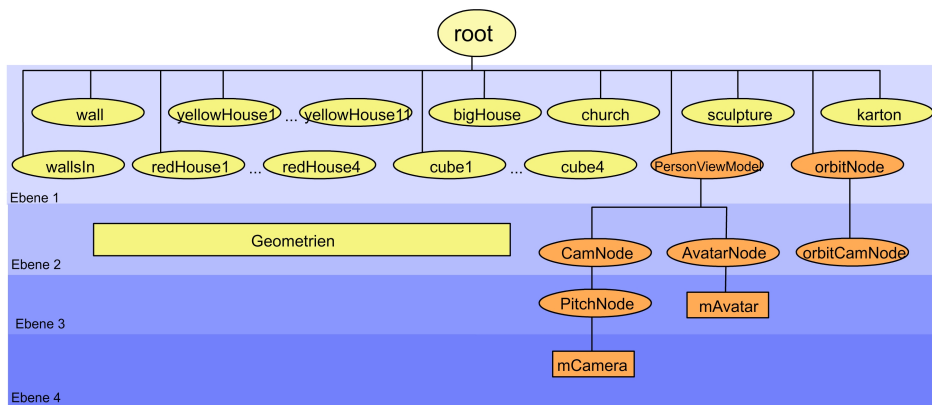 root
wall
yellowHouse1 ... yellowHouse11
bigHouse
church
sculpture
karton
wallsIn
redHouse1 ... redHouse4
cube1 ... cube4
PersonViewModel
orbitNode
Ebene 1
Geometrien
CamNode
AvatarNode
orbitCamNode
Ebene 2
PitchNode
mAvatar
Ebene 3
mCamera
Ebene 4